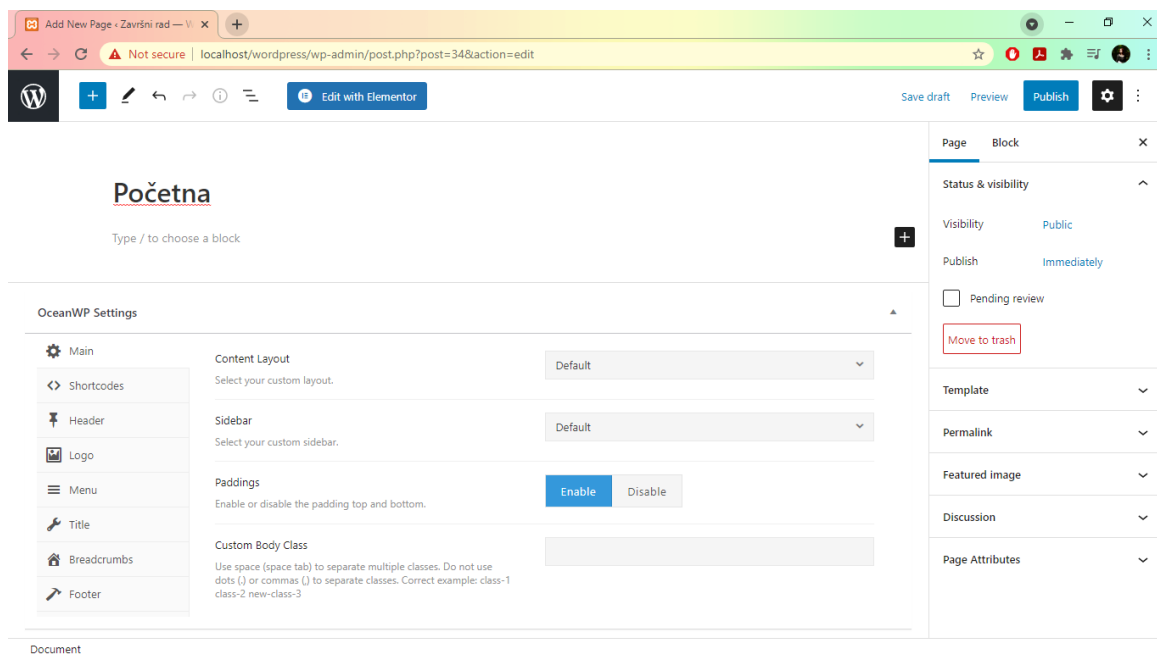 Add New Page ‹ Završni rad — W
Not secure | localhost/wordpress/wp-admin/post.php?post=34&action=edit
Edit with Elementor
Save draft Preview Publish
Page Block
Početna
Status & visibility
Type / to choose a block
Visibility Public
Publish Immediately
Pending review
Move to trash
OceanWP Settings
Main
Shortcodes
Header
Logo
Menu
Title
Breadcrumbs
Footer
Content Layout
Select your custom layout.
Default
Sidebar
Select your custom sidebar.
Default
Paddings
Enable or disable the padding top and bottom.
Enable Disable
Custom Body Class
Use space (space tab) to separate multiple classes. Do not use
dots (.) or commas (,) to separate classes. Correct example: class-1
class-2 new-class-3
Template
Permalink
Featured image
Discussion
Page Attributes
Document